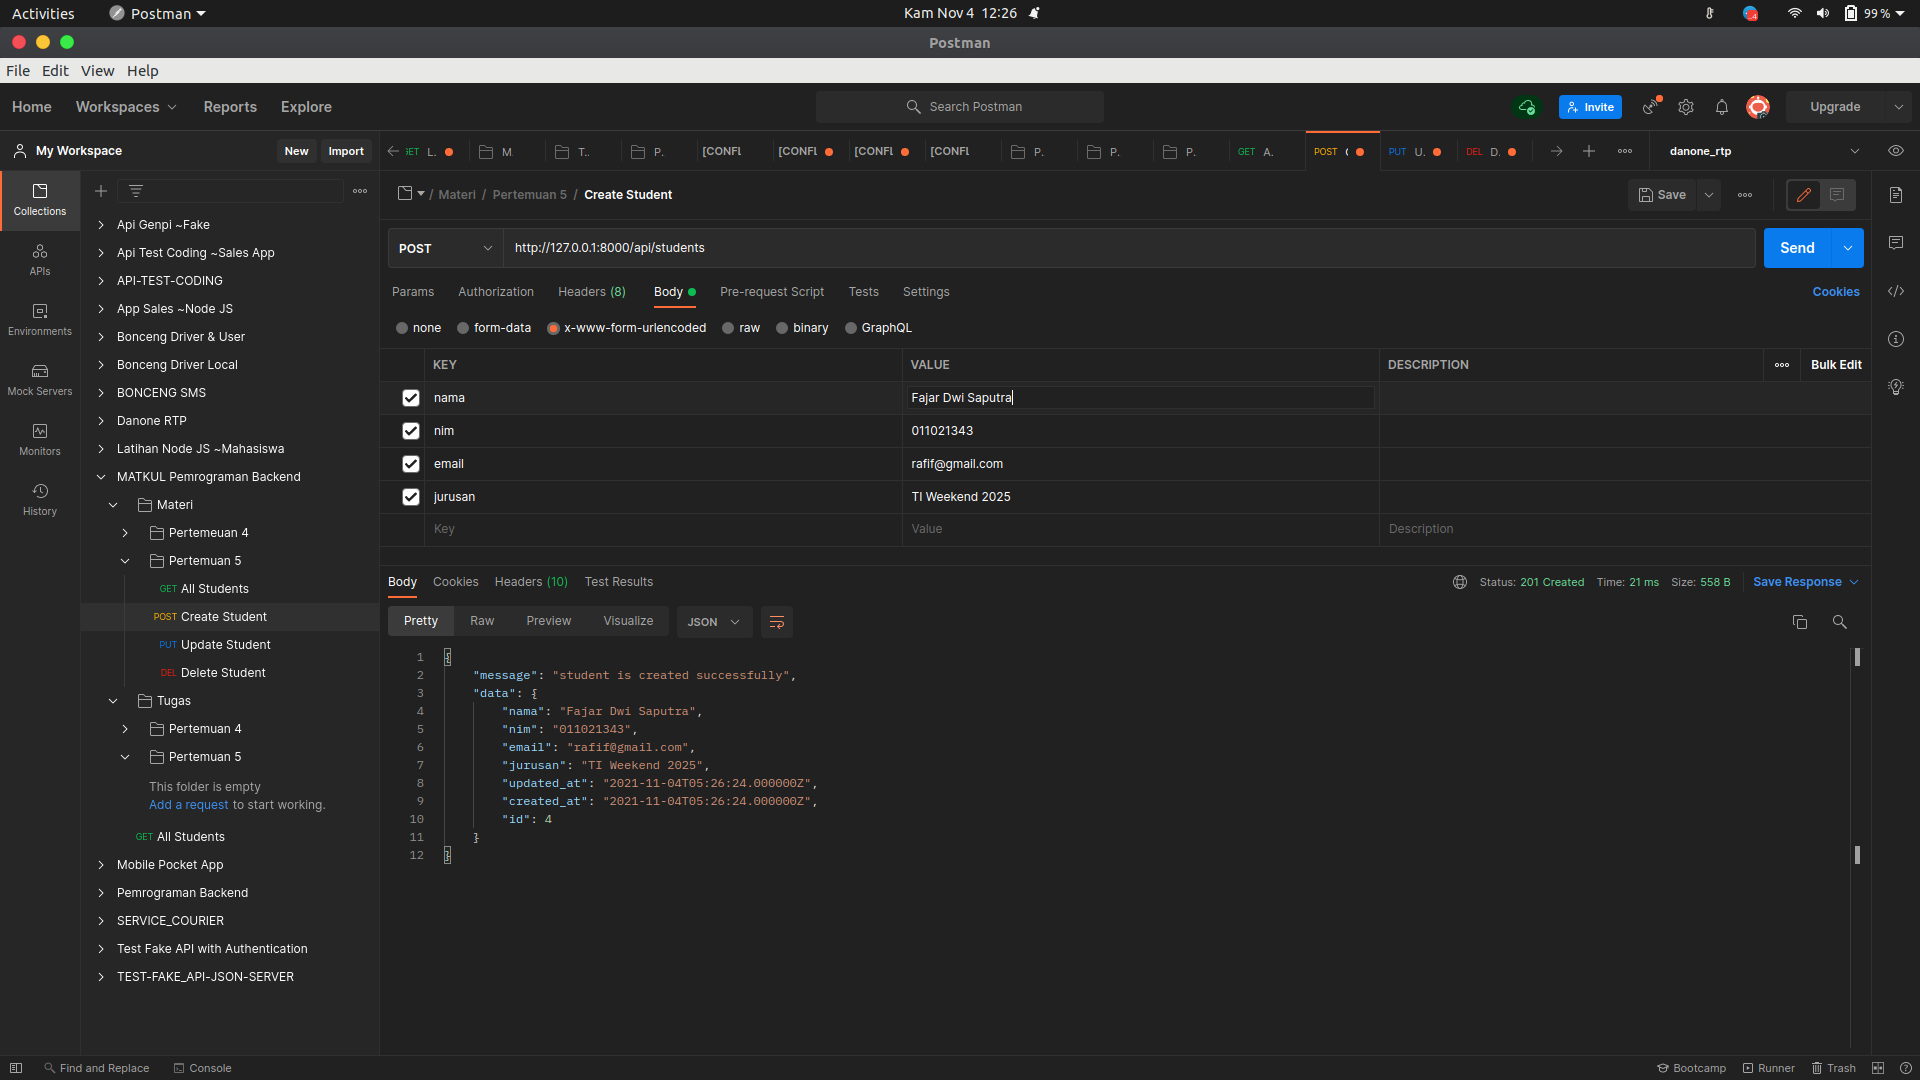 Activities Postman Kam Nov 4 12:26 99 %
Postman
File Edit View Help
Home Workspaces Reports Explore Search Postman Invite Upgrade
My Workspace New Import
GET L. M. T.. P. [CONFL [CONFL [CONFL [CONFL P. P. P. GET A. POST PUT U. DEL D. danone_rtp
/ Materi / Pertemuan 5 / Create Student Save
POST http://127.0.0.1:8000/api/students Send
Params Authorization Headers (8) Body Pre-request Script Tests Settings Cookies
none form-data x-www-form-urlencoded raw binary GraphQL
KEY VALUE DESCRIPTION Bulk Edit
nama Fajar Dwi Saputra
nim 011021343
email rafif@gmail.com
jurusan TI Weekend 2025
Key Value Description
Collections
APIs
Environments
Mock Servers
Monitors
History
Api Genpi ~Fake
Api Test Coding ~Sales App
API-TEST-CODING
App Sales ~Node JS
Bonceng Driver & User
Bonceng Driver Local
BONCENG SMS
Danone RTP
Latihan Node JS ~Mahasiswa
MATKUL Pemrograman Backend
Materi
Pertemeuan 4
Pertemuan 5
GET All Students
POST Create Student
PUT Update Student
DEL Delete Student
Tugas
Pertemuan 4
Pertemuan 5
This folder is empty
Add a request to start working.
GET All Students
Mobile Pocket App
Pemrograman Backend
SERVICE_COURIER
Test Fake API with Authentication
TEST-FAKE_API-JSON-SERVER
Body Cookies Headers (10) Test Results Status: 201 Created Time: 21 ms Size: 558 B Save Response
Pretty Raw Preview Visualize JSON
1 {
2 "message": "student is created successfully",
3 "data": {
4 "nama": "Fajar Dwi Saputra",
5 "nim": "011021343",
6 "email": "rafif@gmail.com",
7 "jurusan": "TI Weekend 2025",
8 "updated_at": "2021-11-04T05:26:24.000000Z",
9 "created_at": "2021-11-04T05:26:24.000000Z",
10 "id": 4
11 }
12 }
Find and Replace Console Bootcamp Runner Trash